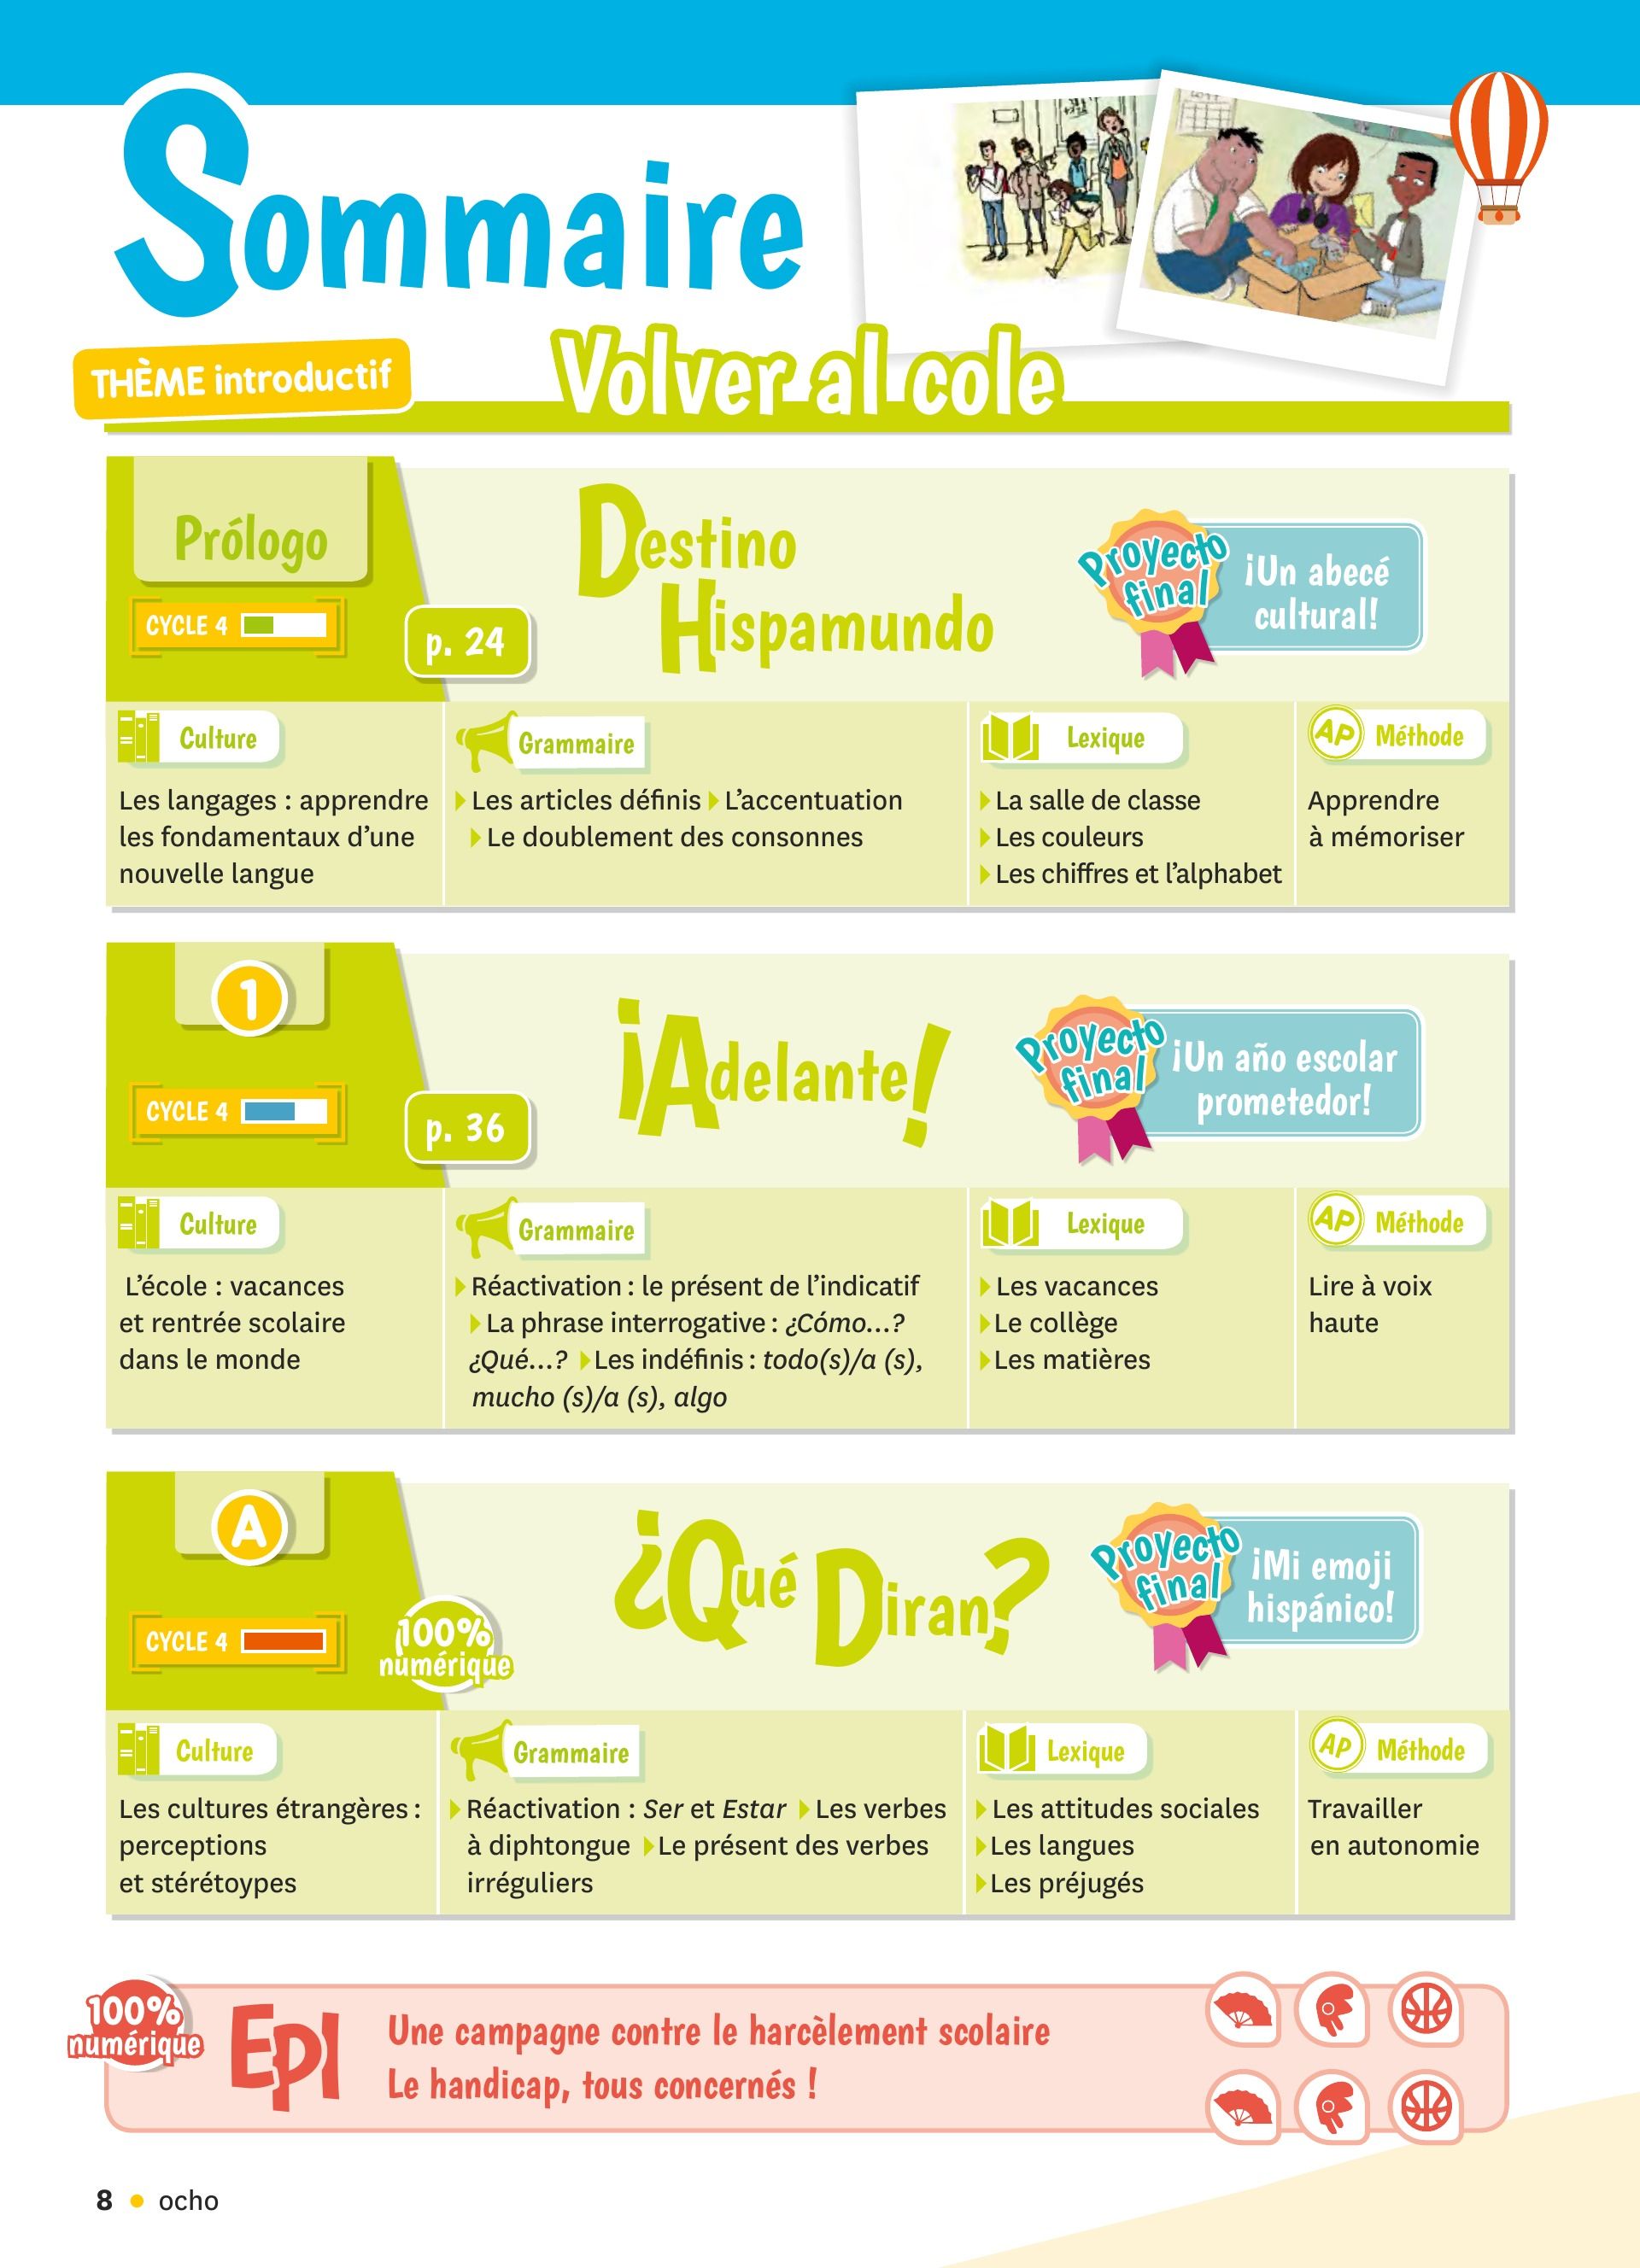 Sommaire
THÈME introductif
Volver al cole
Prólogo
CYCLE 4
p. 24
Destino
Hispamundo
Proyecto
final
¡Un abecé
cultural!
Culture
Les langages : apprendre
les fondamentaux d’une
nouvelle langue
Grammaire
Les articles définis
L’accentuation
Le doublement des consonnes
Lexique
La salle de classe
Les couleurs
Les chiffres et l’alphabet
AP Méthode
Apprendre
à mémoriser
1
CYCLE 4
p. 36
¡Adelante!
Proyecto
final
¡Un año escolar
prometedor!
Culture
L’école : vacances
et rentrée scolaire
dans le monde
Grammaire
Réactivation : le présent de l’indicatif
La phrase interrogative : ¿Cómo...?
¿Qué...? Les indéfinis : todo(s)/a (s),
mucho (s)/a (s), algo
Lexique
Les vacances
Le collège
Les matières
AP Méthode
Lire à voix
haute
A
CYCLE 4
100%
numérique
¿Qué Diran?
Proyecto
final
¡Mi emoji
hispánico!
Culture
Les cultures étrangères :
perceptions
et stérétoypes
Grammaire
Réactivation : Ser et Estar Les verbes
à diphtongue Le présent des verbes
irréguliers
Lexique
Les attitudes sociales
Les langues
Les préjugés
AP Méthode
Travailler
en autonomie
100%
numérique
EpI
Une campagne contre le harcèlement scolaire
Le handicap, tous concernés !
8 • ocho